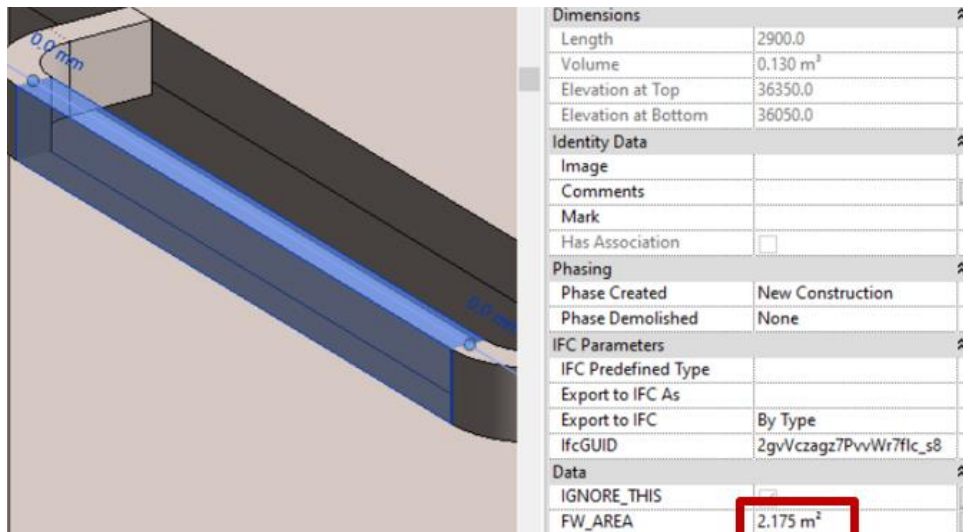 0.0 mm
0.0 mm
Dimensions
Length 2900.0
Volume 0.130 m³
Elevation at Top 36350.0
Elevation at Bottom 36050.0
Identity Data
Image
Comments
Mark
Has Association
Phasing
Phase Created New Construction
Phase Demolished None
IFC Parameters
IFC Predefined Type
Export to IFC As
Export to IFC By Type
IfcGUID 2gvVczagz7PvvWr7flc_s8
Data
IGNORE_THIS
FW_AREA 2.175 m²